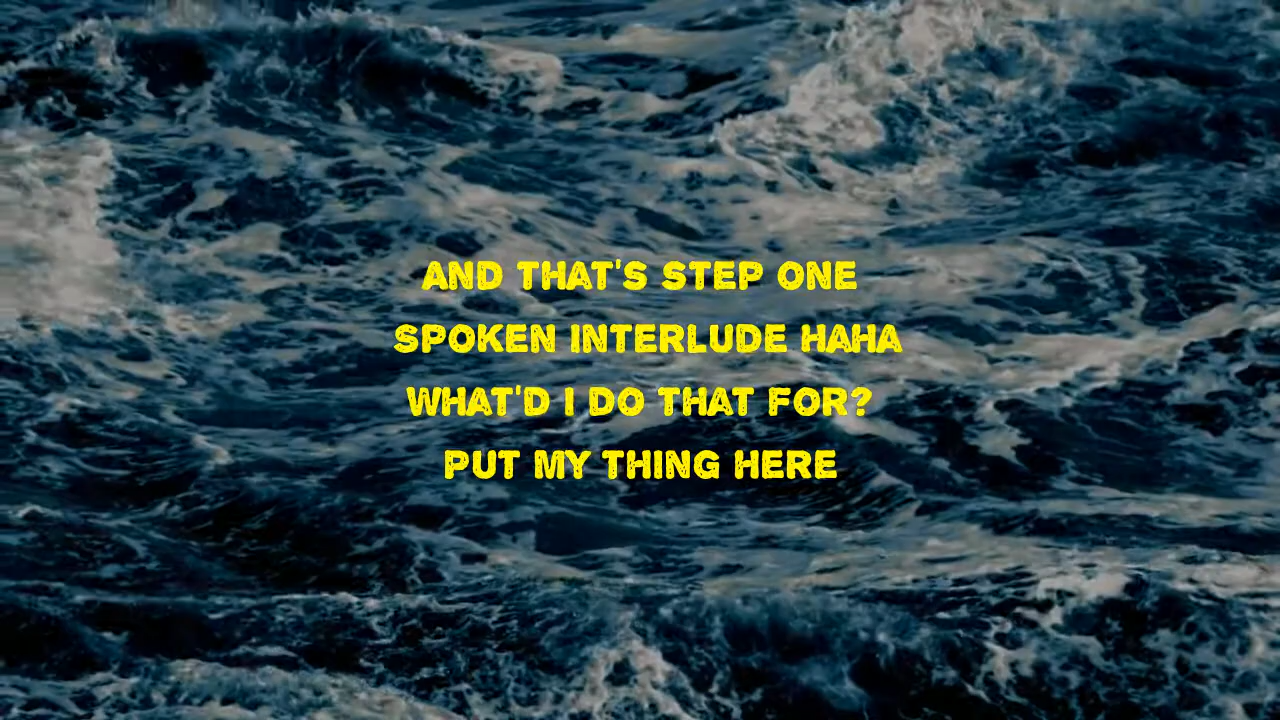 AND THAT'S STEP ONE
SPOKEN INTERLUDE HAHA
WHAT'D I DO THAT FOR?
PUT MY THING HERE